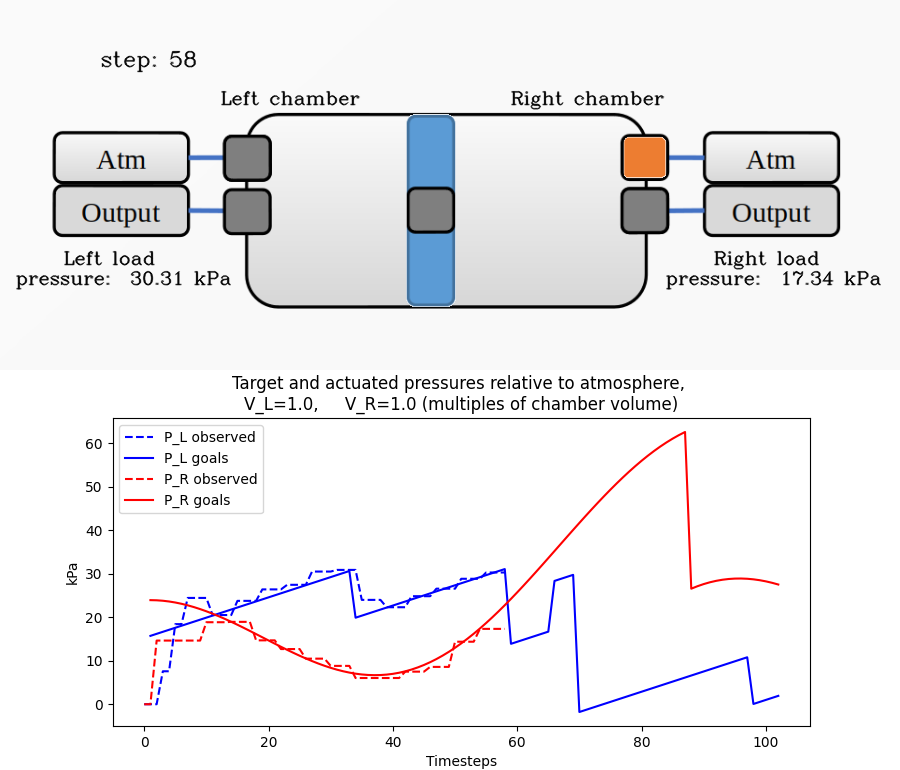 step: 58
Left chamber
Right chamber
Atm
Atm
Output
Output
Left load
pressure: 30.31 kPa
Right load
pressure: 17.34 kPa
Target and actuated pressures relative to atmosphere,
V_L=1.0, V_R=1.0 (multiples of chamber volume)
P_L observed
P_L goals
P_R observed
P_R goals
60
50
40
30
20
10
0
kPa
0 20 40 60 80 100
Timesteps